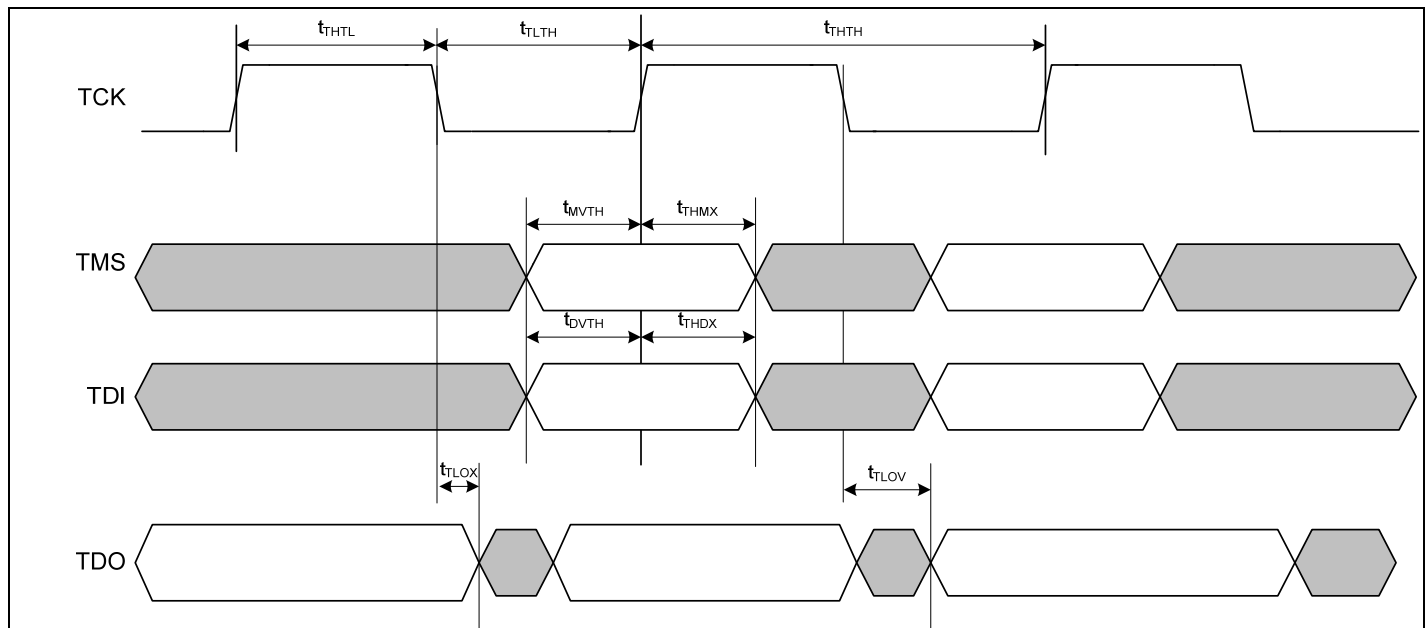 tTHTL tTLTH tTHTH
TCK
tMVTH tTHMX
TMS
tDVTH tTHDX
TDI
tTLOX tTLOV
TDO